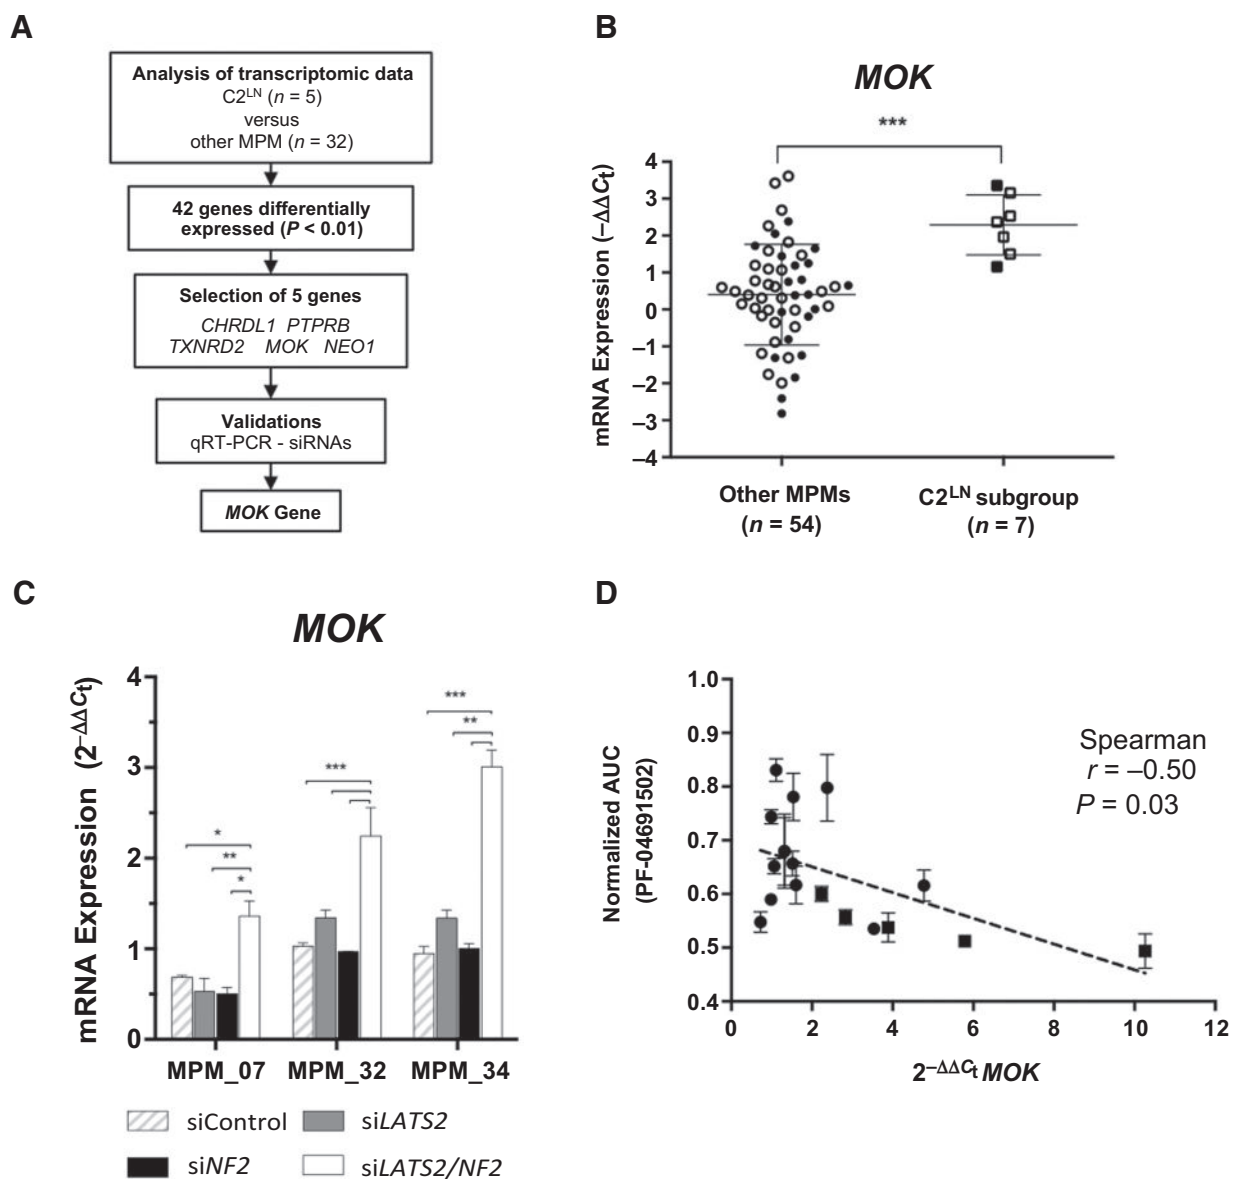 A
Analysis of transcriptomic data
C2LN (n = 5)
versus
other MPM (n = 32)
42 genes differentially
expressed (P < 0.01)
Selection of 5 genes
CHRDL1 PTPRB
TXNRD2 MOK NEO1
Validations
qRT-PCR - siRNAs
MOK Gene
B
MOK
***
mRNA Expression (–ΔΔCt)
4
3
2
1
0
–1
–2
–3
–4
Other MPMs
(n = 54)
C2LN subgroup
(n = 7)
C
MOK
mRNA Expression (2–ΔΔCt)
4
3
2
1
0
*
**
*
***
***
**
MPM_07
MPM_32
MPM_34
siControl
siLATS2
siNF2
siLATS2/NF2
D
Normalized AUC
(PF-04691502)
1.0
0.9
0.8
0.7
0.6
0.5
0.4
Spearman
r = –0.50
P = 0.03
0 2 4 6 8 10 12
2–ΔΔCt MOK